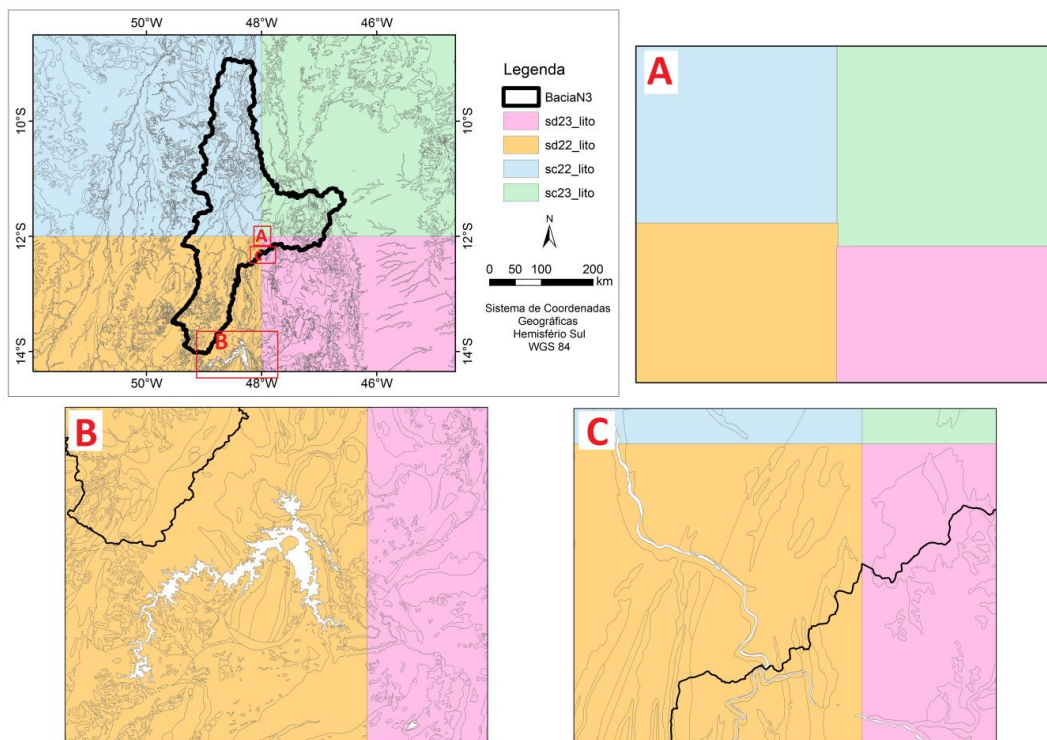 50°W
48°W
46°W
10°S
12°S
14°S
10°S
12°S
14°S
50°W
48°W
46°W
A
B
Legenda
BaciaN3
sd23_lito
sd22_lito
sc22_lito
sc23_lito
N
0 50 100 200
km
Sistema de Coordenadas
Geográficas
Hemisfério Sul
WGS 84
A
B
C